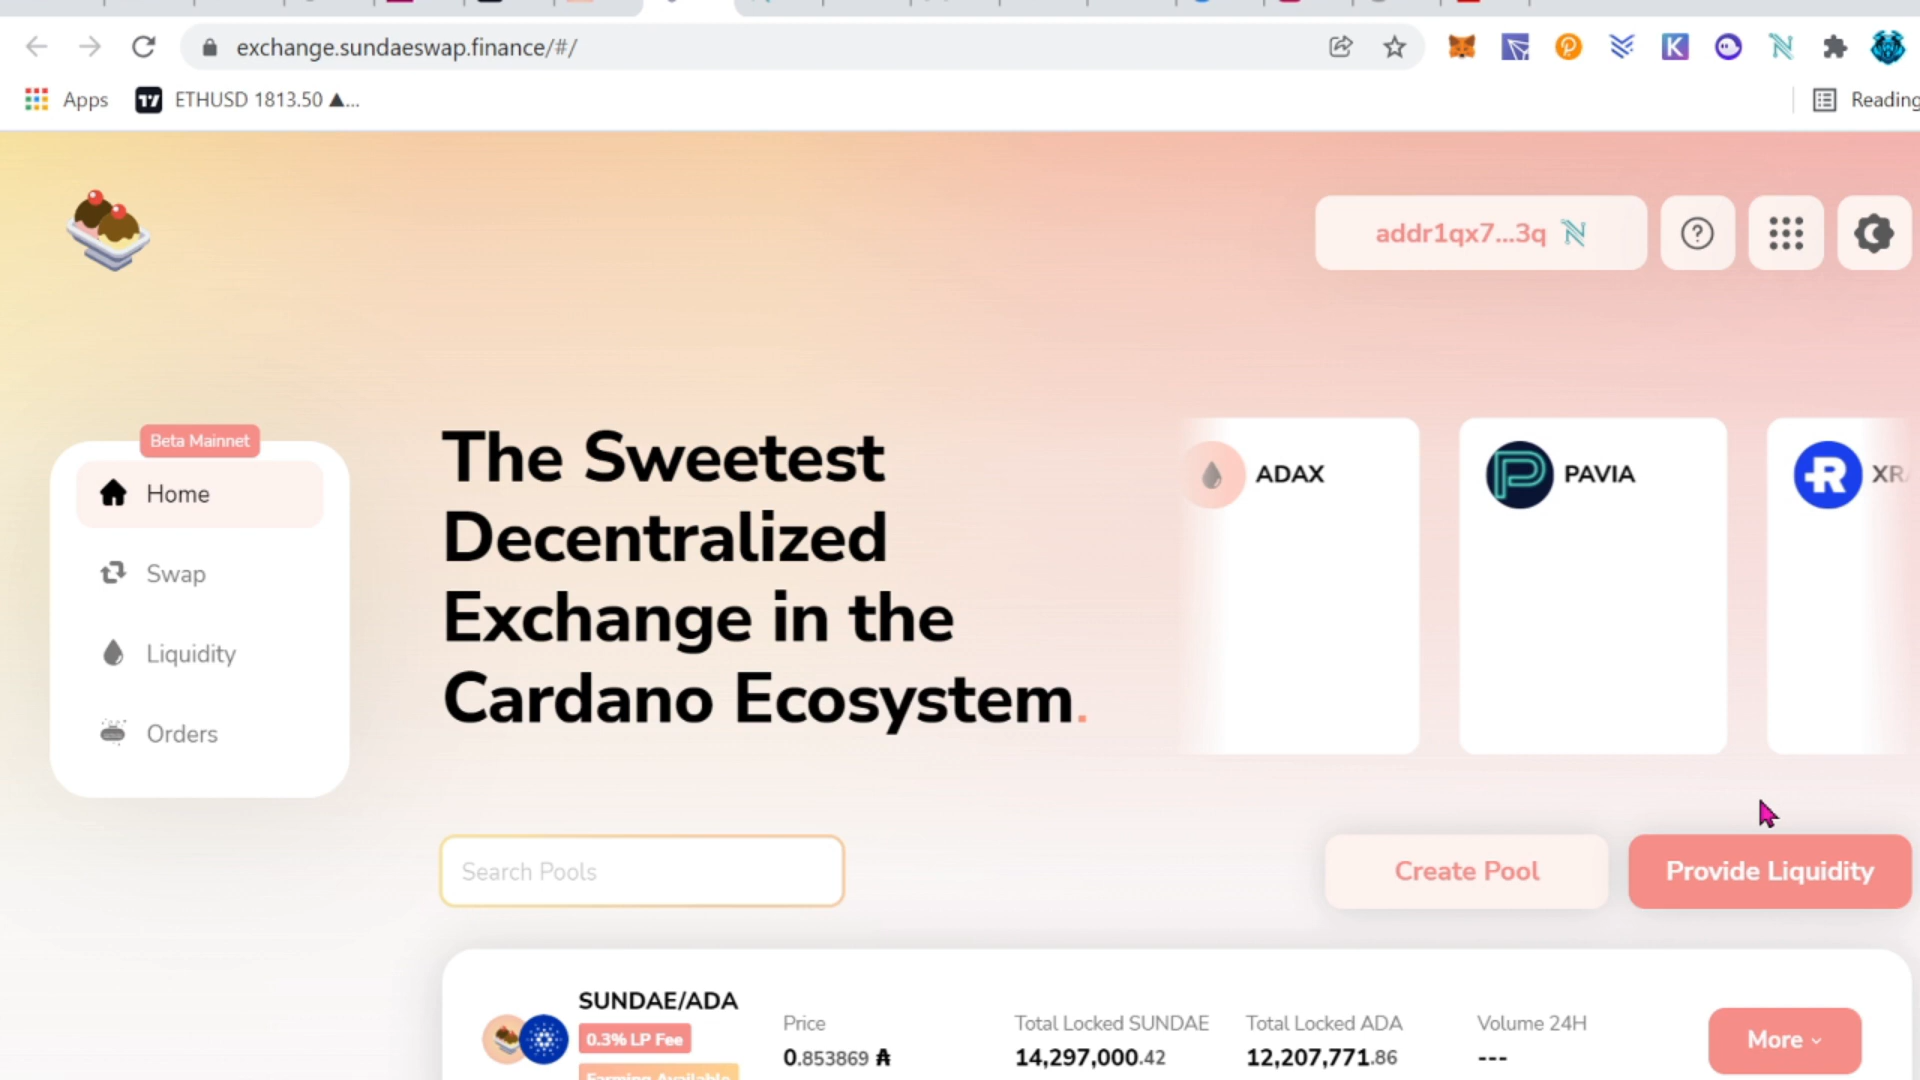 exchange.sundaeswap.finance/#/
Apps
ETHUSD 1813.50 ▲...
Reading
addr1qx7...3q
Beta Mainnet
Home
Swap
Liquidity
Orders
The Sweetest
Decentralized
Exchange in the
Cardano Ecosystem.
ADAX
PAVIA
XR
Search Pools
Create Pool
Provide Liquidity
SUNDAE/ADA
0.3% LP Fee
Farming Available
Price
0.853869 ₳
Total Locked SUNDAE
14,297,000.42
Total Locked ADA
12,207,771.86
Volume 24H
---
More